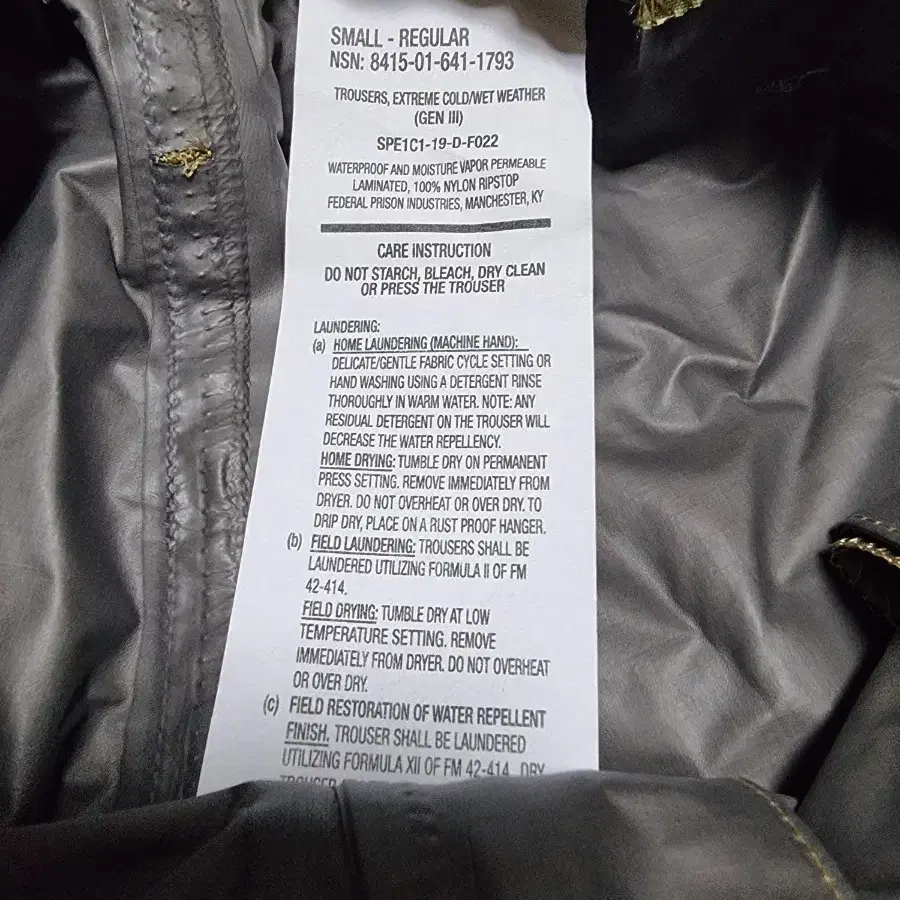 SMALL - REGULAR
NSN: 8415-01-641-1793
TROUSERS, EXTREME COLD/WET WEATHER
(GEN III)
SPE1C1-19-D-F022
WATERPROOF AND MOISTURE VAPOR PERMEABLE
LAMINATED, 100% NYLON RIPSTOP
FEDERAL PRISON INDUSTRIES, MANCHESTER, KY
CARE INSTRUCTION
DO NOT STARCH, BLEACH, DRY CLEAN
OR PRESS THE TROUSER
LAUNDERING:
(a) HOME LAUNDERING (MACHINE HAND):
DELICATE/GENTLE FABRIC CYCLE SETTING OR
HAND WASHING USING A DETERGENT RINSE
THOROUGHLY IN WARM WATER. NOTE: ANY
RESIDUAL DETERGENT ON THE TROUSER WILL
DECREASE THE WATER REPELLENCY.
HOME DRYING: TUMBLE DRY ON PERMANENT
PRESS SETTING. REMOVE IMMEDIATELY FROM
DRYER. DO NOT OVERHEAT OR OVER DRY. TO
DRIP DRY, PLACE ON A RUST PROOF HANGER.
(b) FIELD LAUNDERING: TROUSERS SHALL BE
LAUNDERED UTILIZING FORMULA II OF FM
42-414.
FIELD DRYING: TUMBLE DRY AT LOW
TEMPERATURE SETTING. REMOVE
IMMEDIATELY FROM DRYER. DO NOT OVERHEAT
OR OVER DRY.
(c) FIELD RESTORATION OF WATER REPELLENT
FINISH. TROUSER SHALL BE LAUNDERED
UTILIZING FORMULA XII OF FM 42-414 DRY
TROUSER